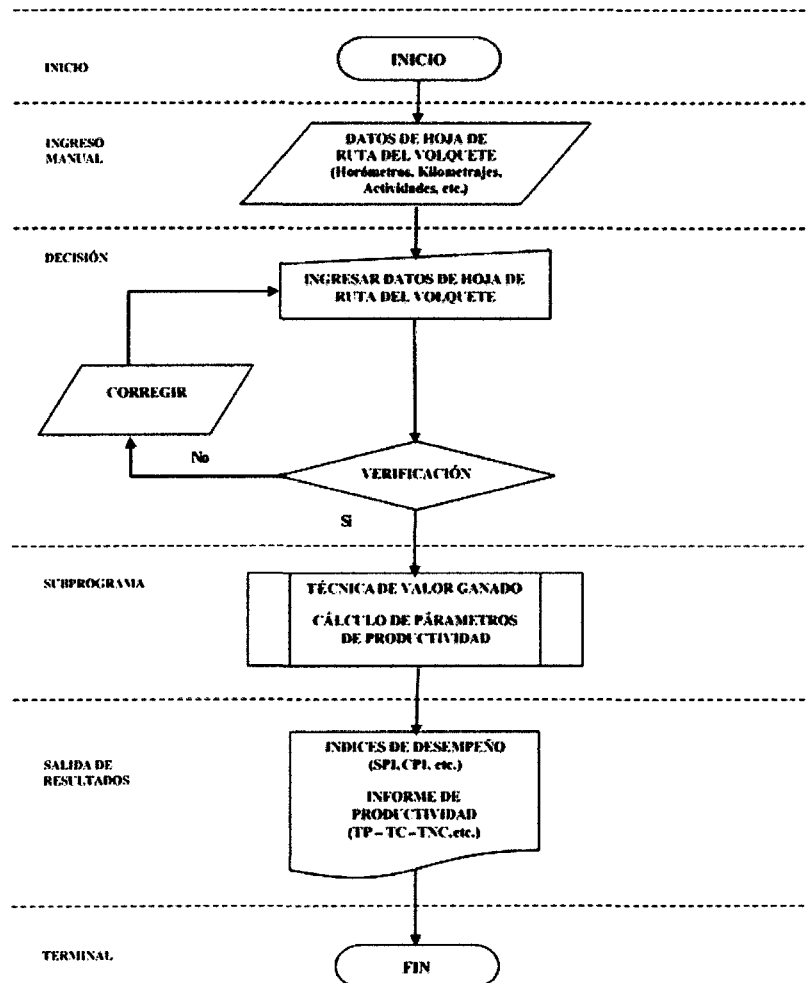 INICIO
INICIO
INGRESO
MANUAL
DATOS DE HOJA DE
RUTA DEL VOLQUETE
(Horómetros, Kilometrajes,
Actividades, etc.)
DECISIÓN
INGRESAR DATOS DE HOJA DE
RUTA DEL VOLQUETE
CORREGIR
No
VERIFICACIÓN
Si
SUBPROGRAMA
TÉCNICA DE VALOR GANADO
CÁLCULO DE PÁRAMETROS
DE PRODUCTIVIDAD
SALIDA DE
RESULTADOS
INDICES DE DESEMPEÑO
(SPI, CPI, etc.)
INFORME DE
PRODUCTIVIDAD
(TP – TC – TNC, etc.)
TERMINAL
FIN